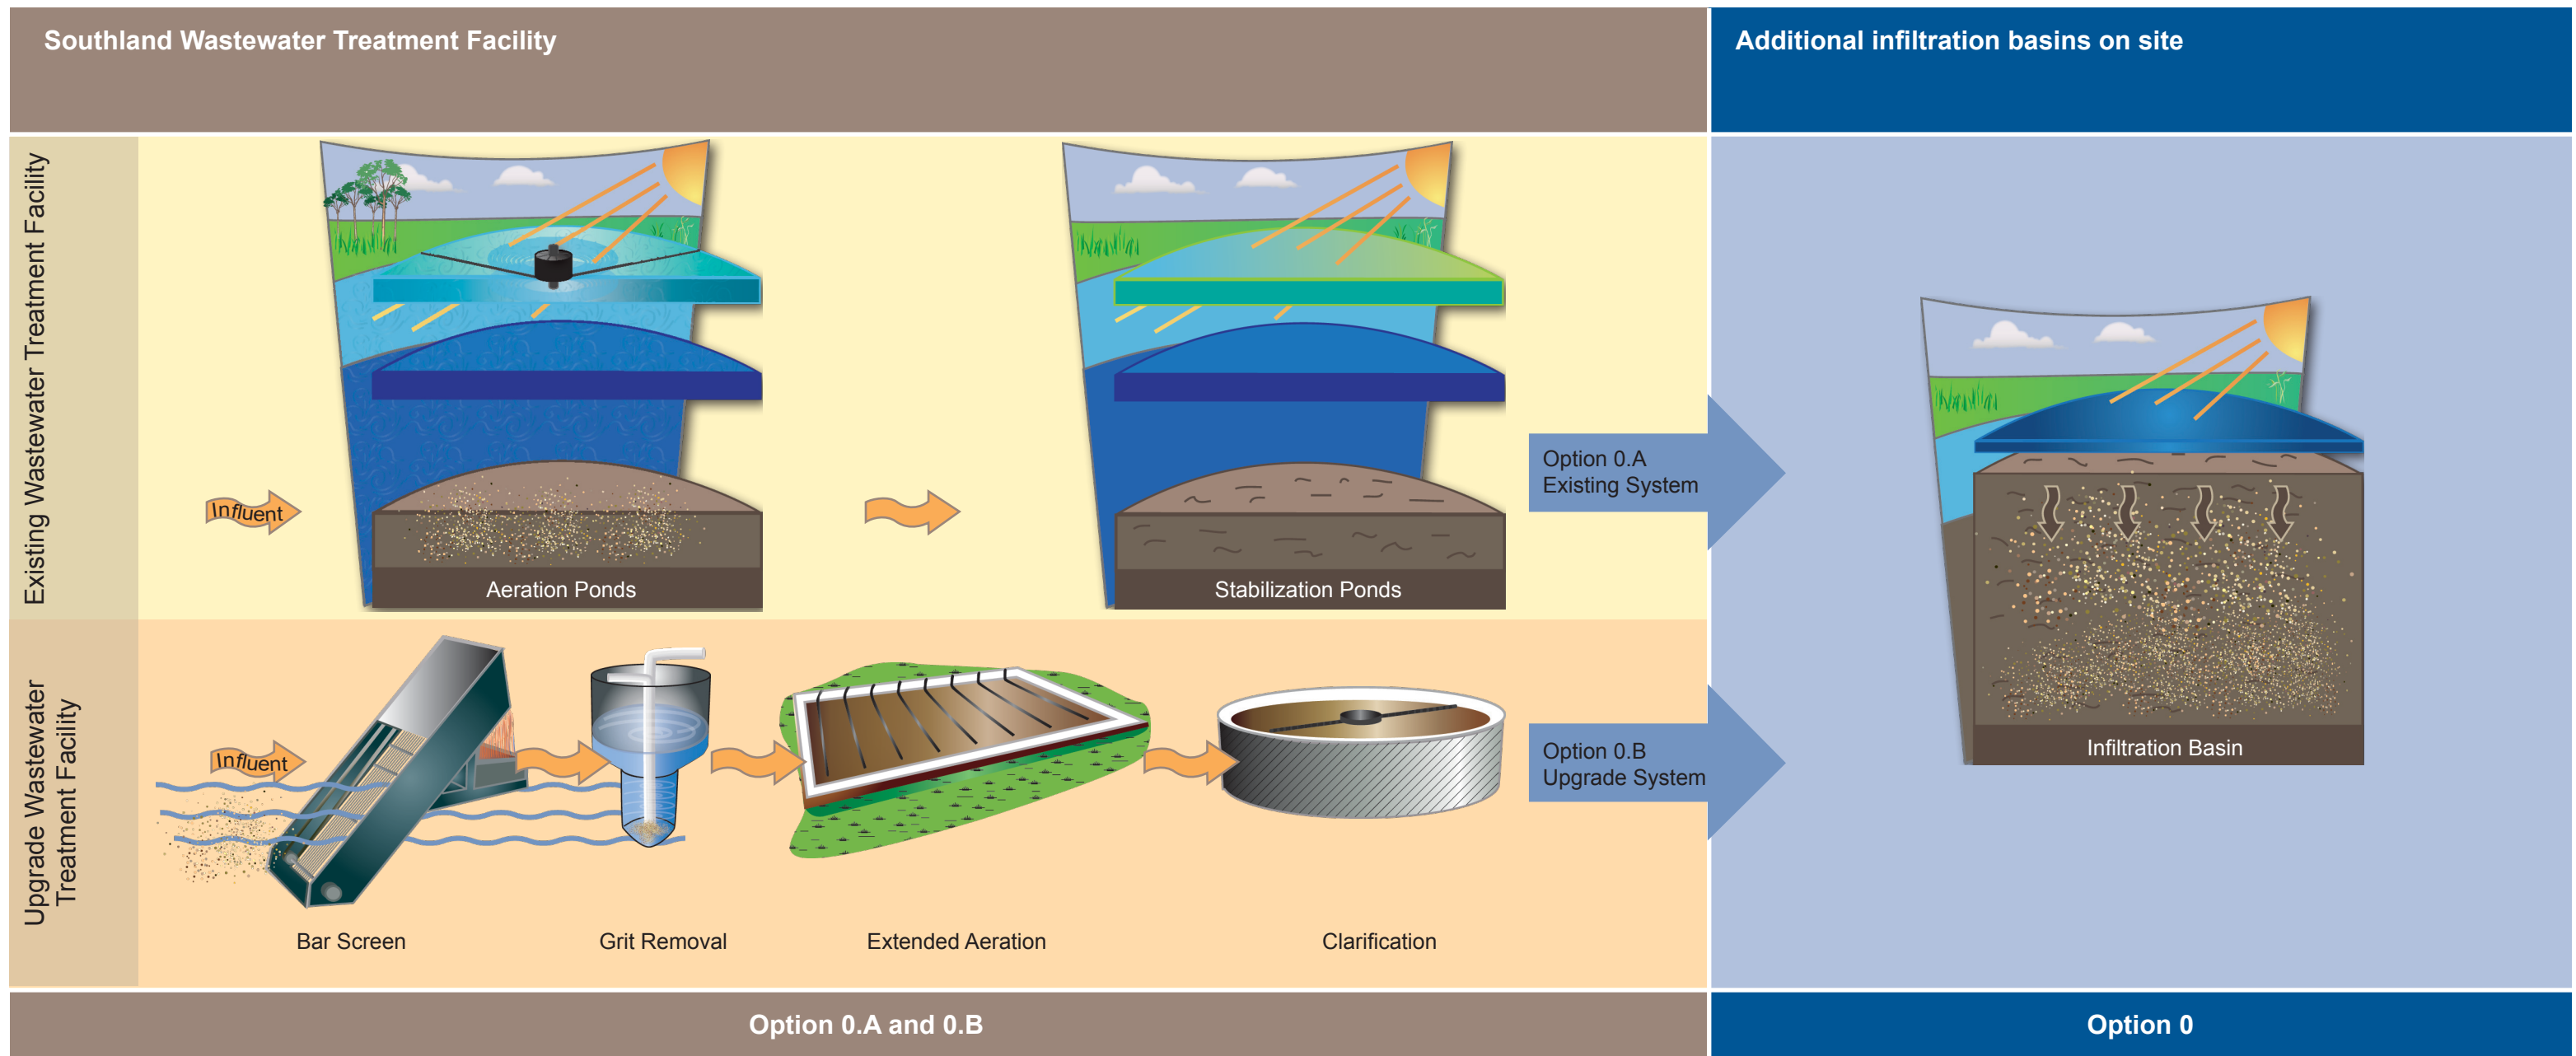 Southland Wastewater Treatment Facility
Additional infiltration basins on site
Existing Wastewater Treatment Facility
Influent
Aeration Ponds
Stabilization Ponds
Option 0.A
Existing System
Upgrade Wastewater
Treatment Facility
Influent
Bar Screen
Grit Removal
Extended Aeration
Clarification
Option 0.B
Upgrade System
Infiltration Basin
Option 0.A and 0.B
Option 0